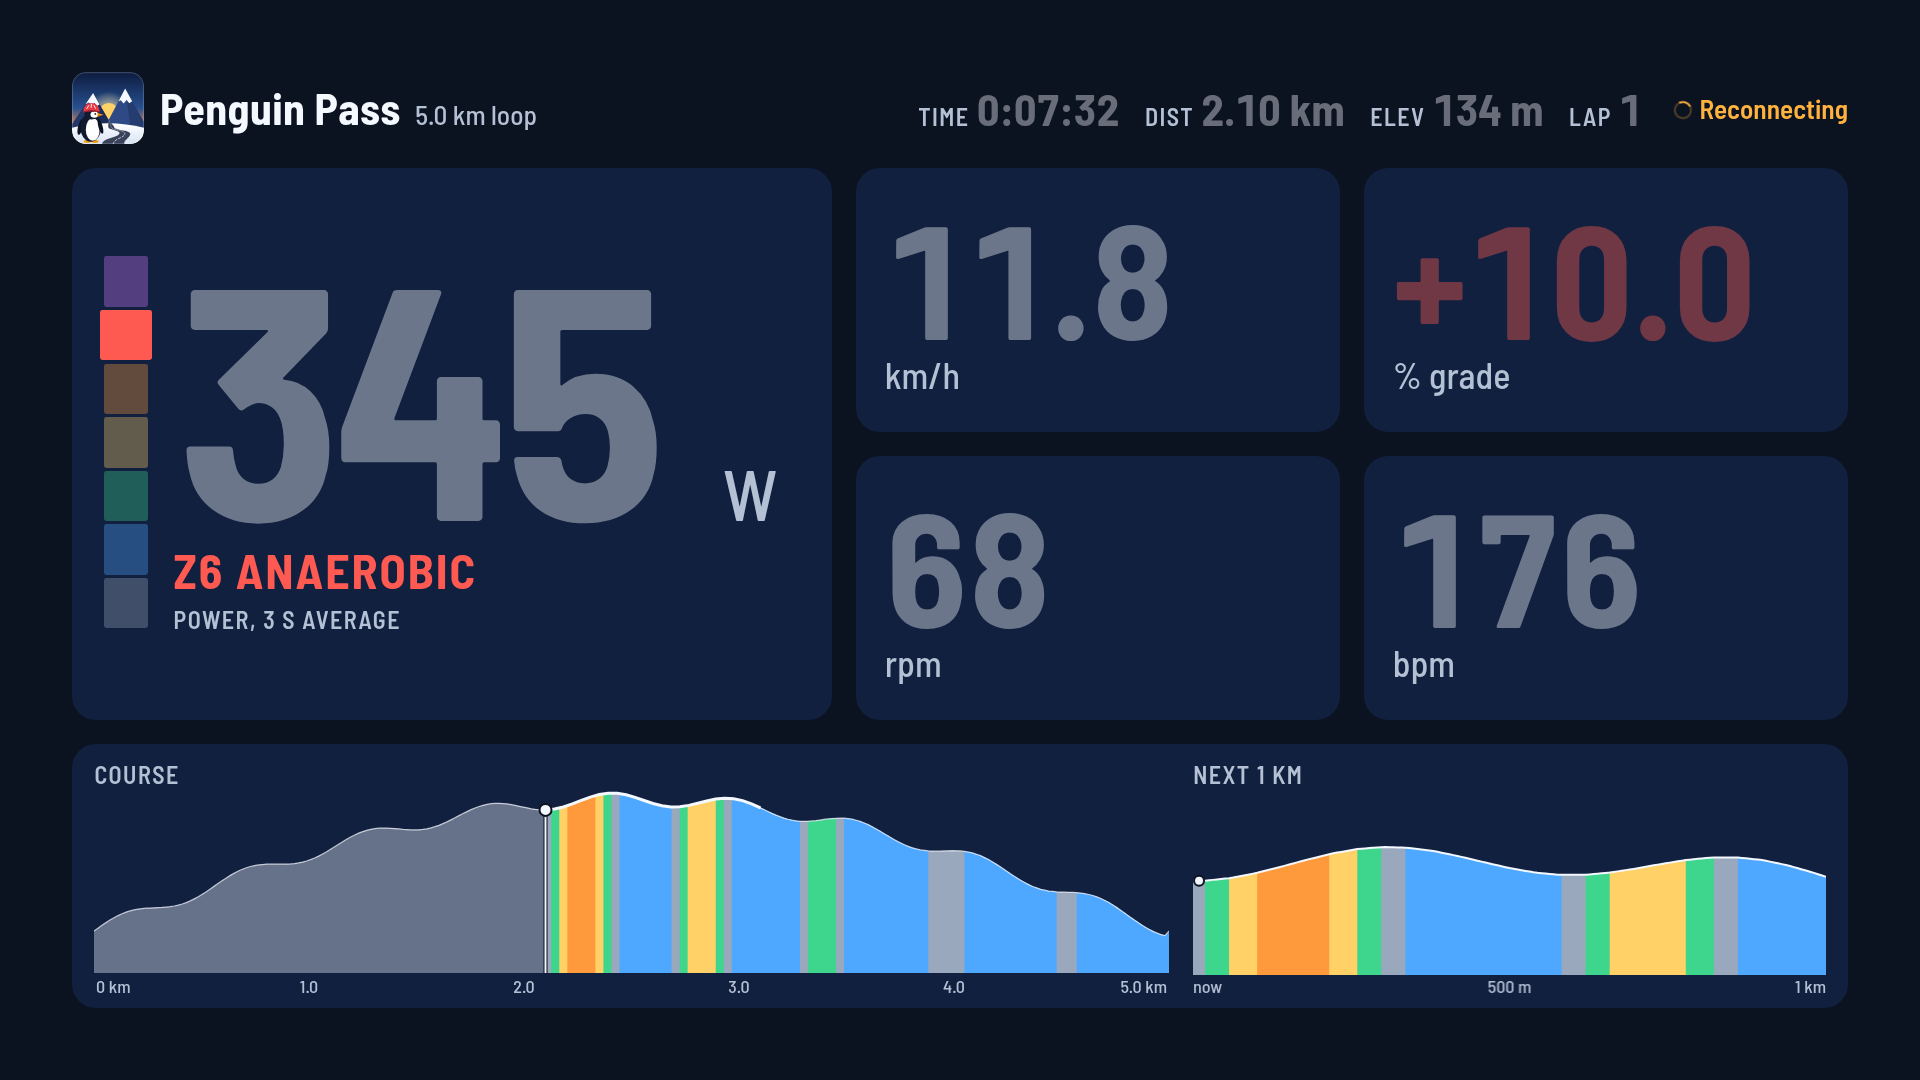 Penguin Pass 5.0 km loop
TIME 0:07:32 DIST 2.10 km ELEV 134 m LAP 1 Reconnecting
345 W
Z6 ANAEROBIC
POWER, 3 S AVERAGE
11.8
km/h
+10.0
% grade
68
rpm
176
bpm
COURSE
0 km 1.0 2.0 3.0 4.0 5.0 km
NEXT 1 KM
now 500 m 1 km